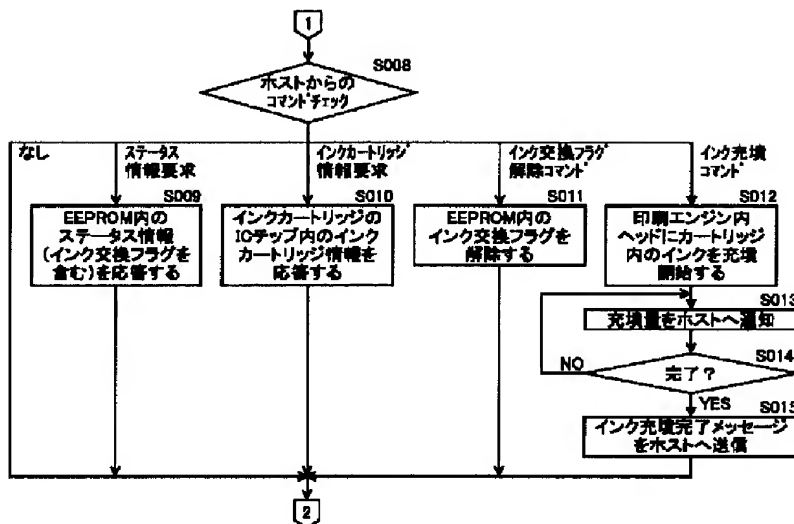 1
S008
ホストからの
コマンドチェック
なし
ステータス
情報要求
インクカートリッジ
情報要求
インク交換フラグ
解除コマンド
インク充填
コマンド
S009
EEPROM内の
ステータス情報
(インク交換フラグを
含む)を応答する
S010
インクカートリッジの
ICチップ内のインク
カートリッジ情報を
応答する
S011
EEPROM内の
インク交換フラグを
解除する
S012
印刷エンジン内
ヘッドにカートリッジ
内のインクを充填
開始する
S013
充填量をホストへ通知
S014
完了？
NO
YES
S015
インク充填完了メッセージ
をホストへ送信
2